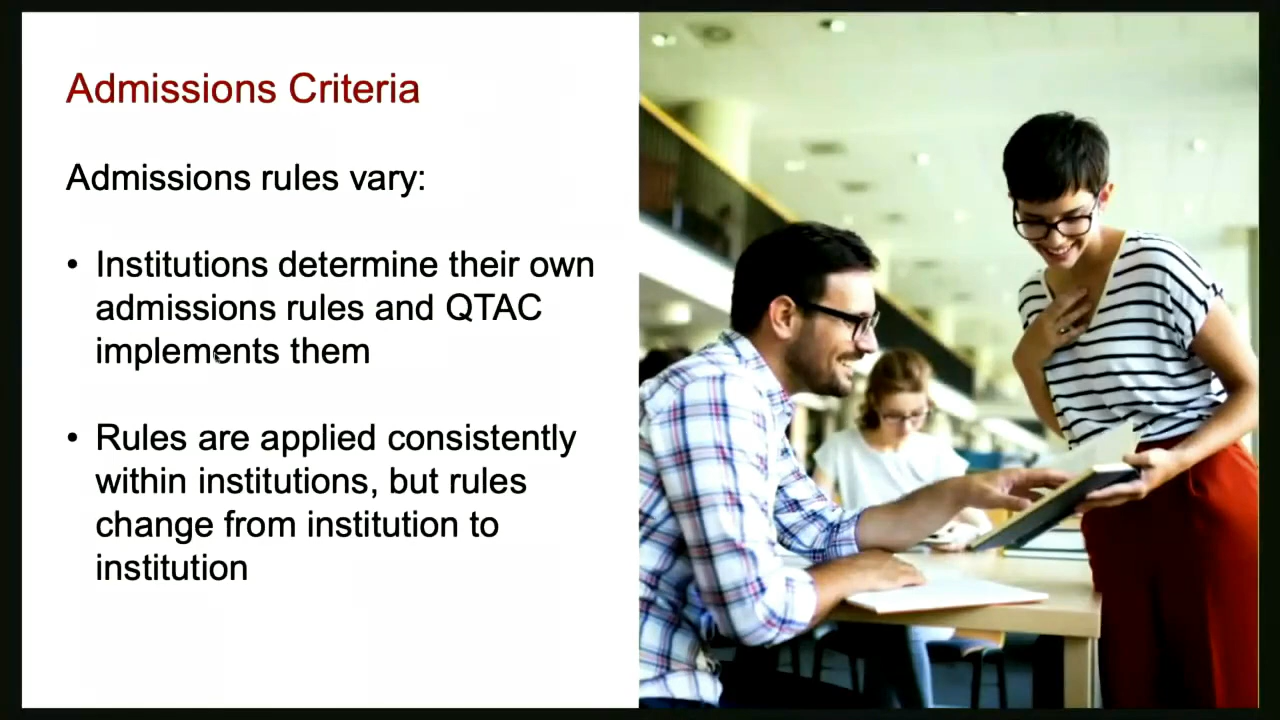 Admissions Criteria
Admissions rules vary:
• Institutions determine their own
admissions rules and QTAC
implements them
• Rules are applied consistently
within institutions, but rules
change from institution to
institution